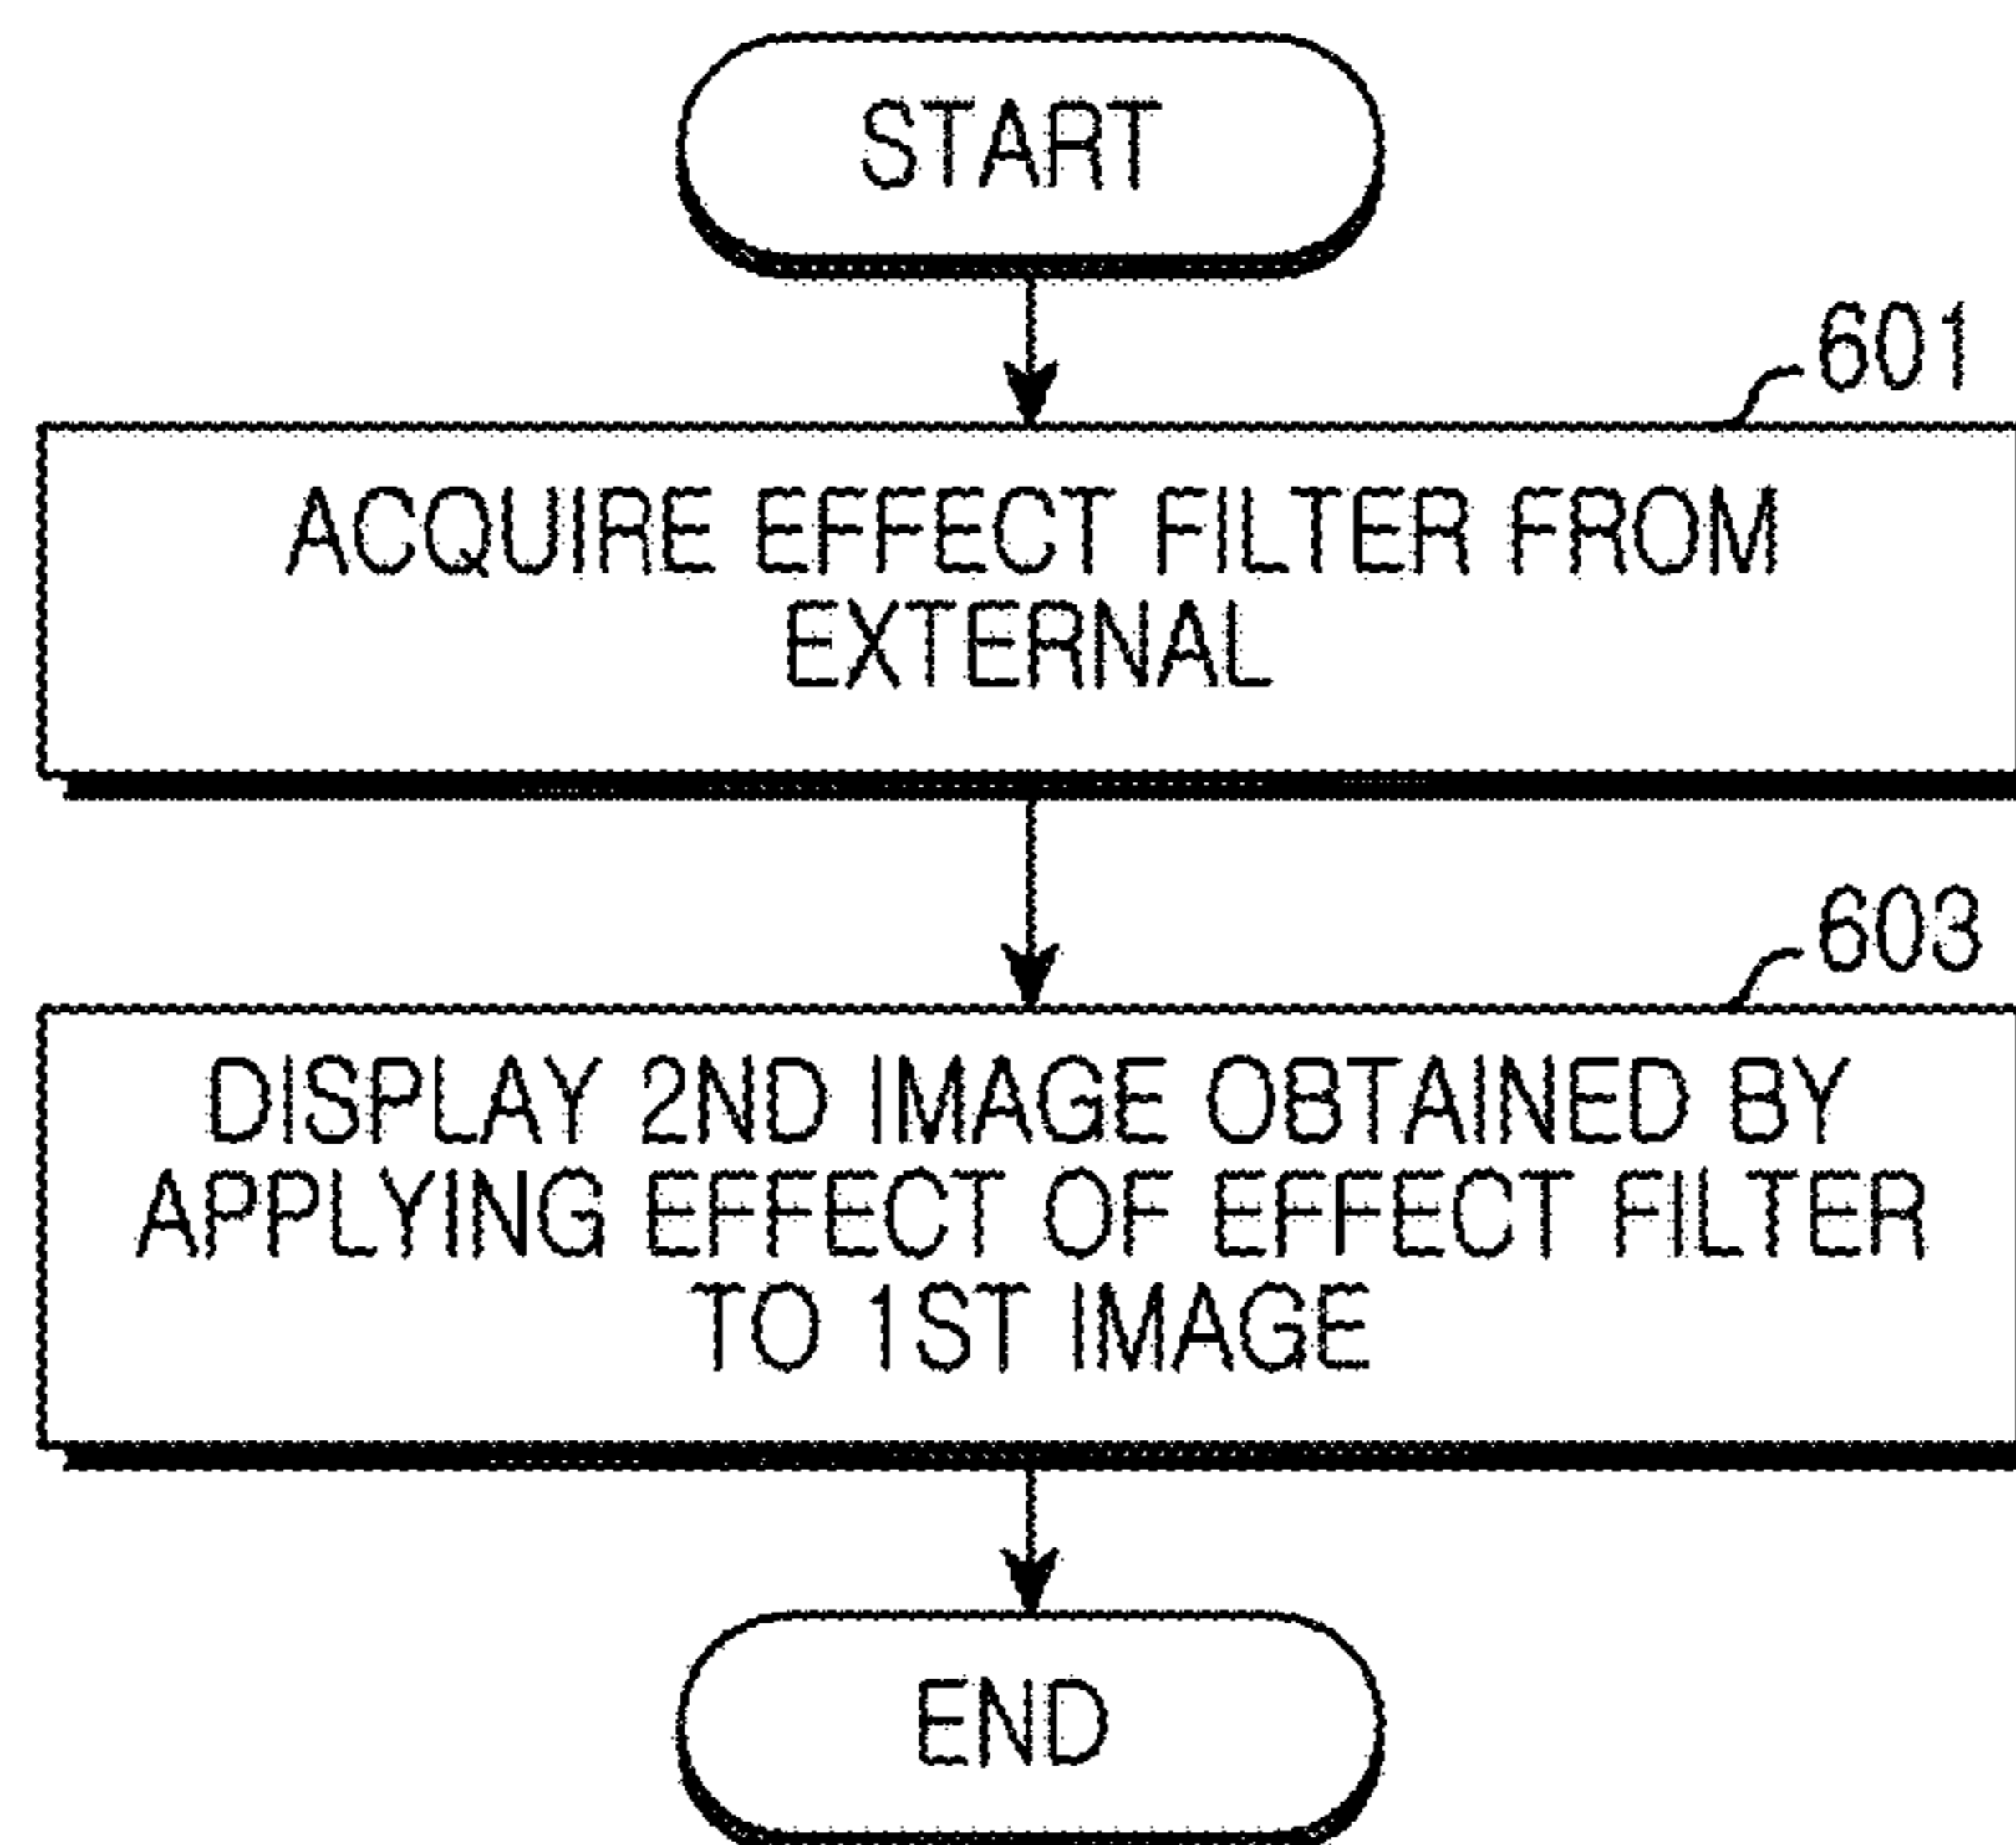 START
601
ACQUIRE EFFECT FILTER FROM
EXTERNAL
603
DISPLAY 2ND IMAGE OBTAINED BY
APPLYING EFFECT OF EFFECT FILTER
TO 1ST IMAGE
END